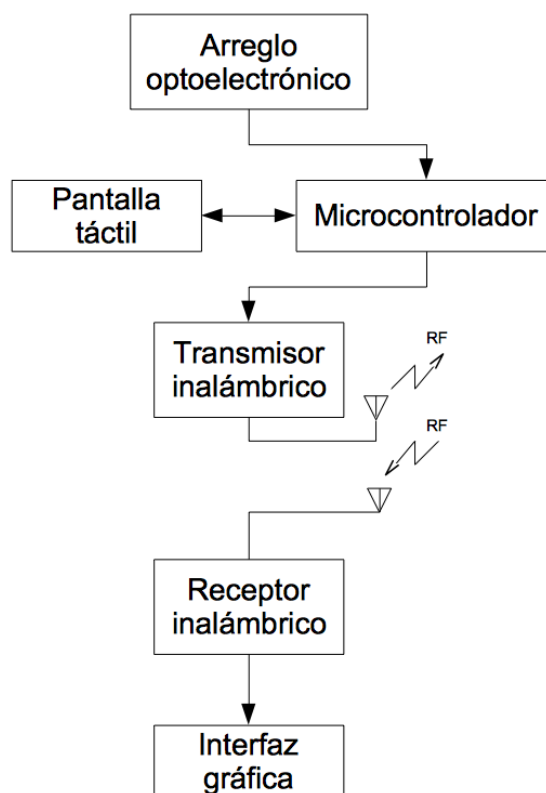 Arreglo
optoelectrónico
Pantalla
táctil
Microcontrolador
Transmisor
inalámbrico
RF
RF
Receptor
inalámbrico
Interfaz
gráfica